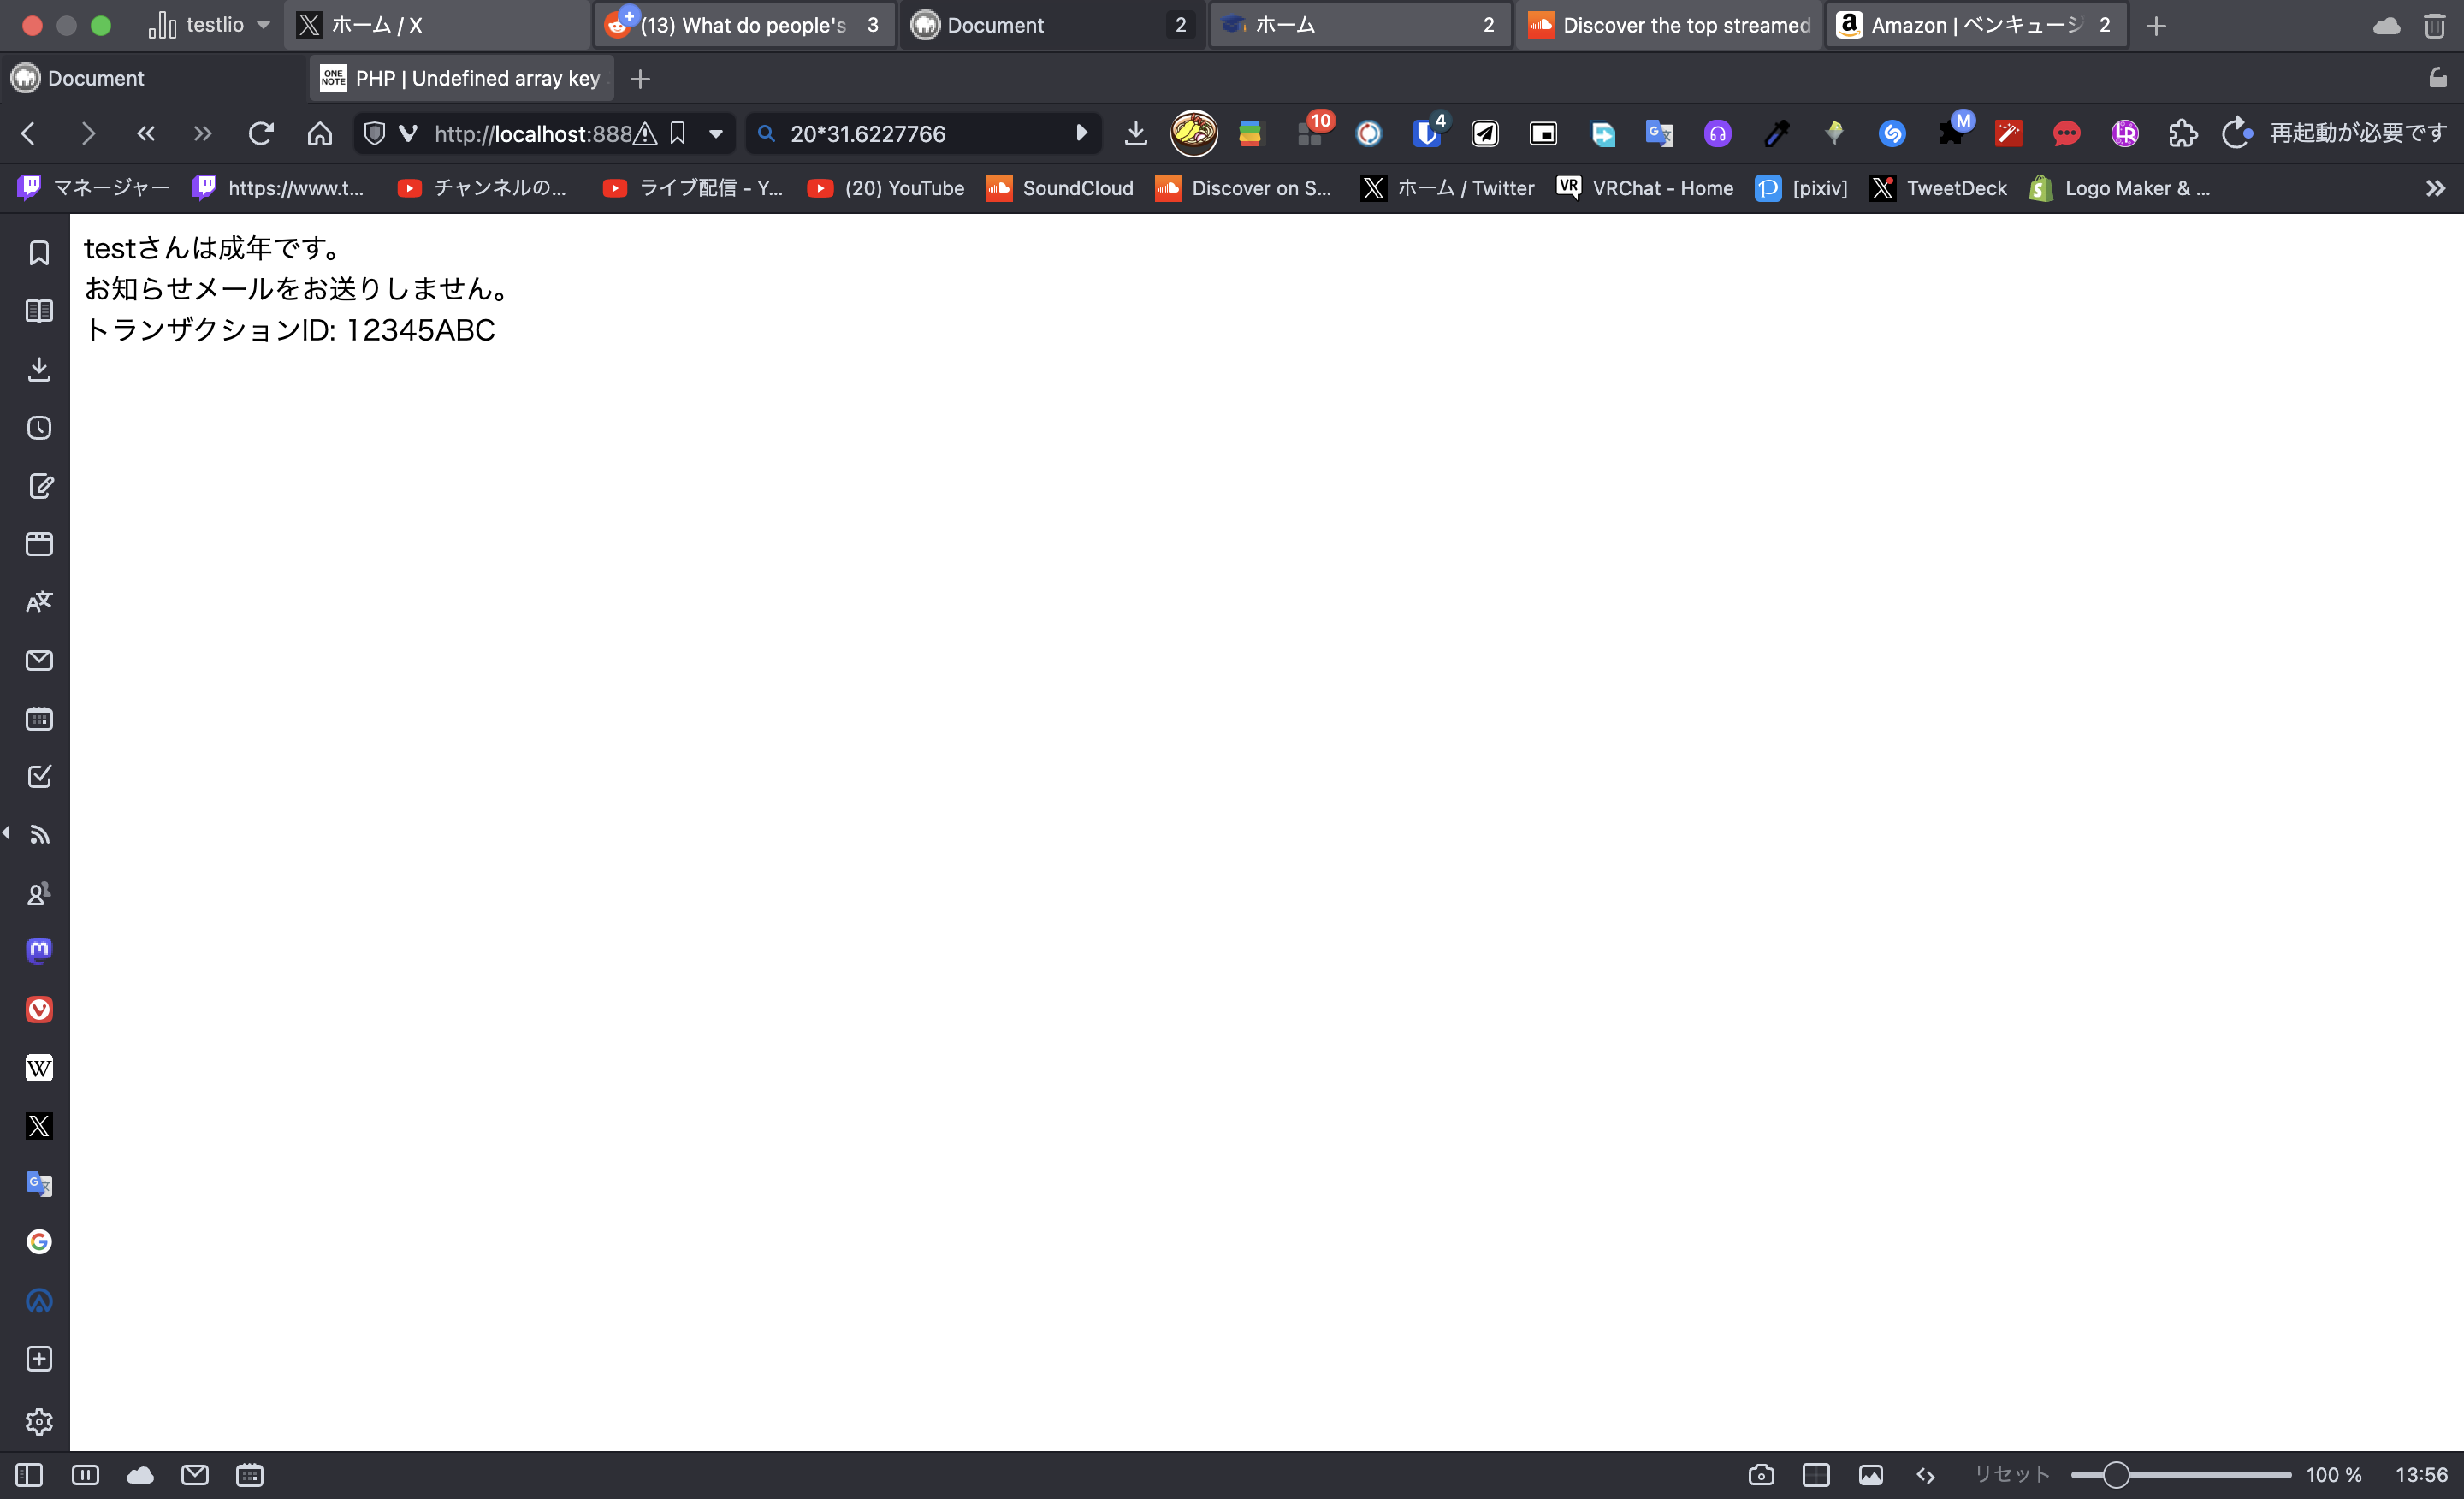 testlio
ホーム / X
(13) What do people's
3
Document
2
ホーム
2
Discover the top streamed
Amazon | ベンキュージ
2
Document
ONE NOTE
PHP | Undefined array key
http://localhost:888
20*31.6227766
10
4
M
再起動が必要です
マネージャー
https://www.t...
チャンネルの...
ライブ配信 - Y...
(20) YouTube
SoundCloud
Discover on S...
ホーム / Twitter
VR
VRChat - Home
[pixiv]
TweetDeck
Logo Maker & ...
testさんは成年です。
お知らせメールをお送りしません。
トランザクションID: 12345ABC
リセット
100 %
13:56